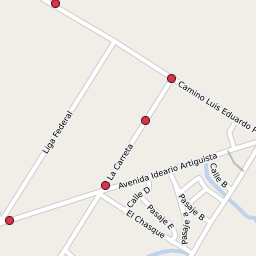 Camino Luis Eduardo
Liga Federal
La Carreta
Avenida Ideario Artiguista
Calle B
Calle D
Pasaje B
Pasaje E
El Chasque
Pasaje